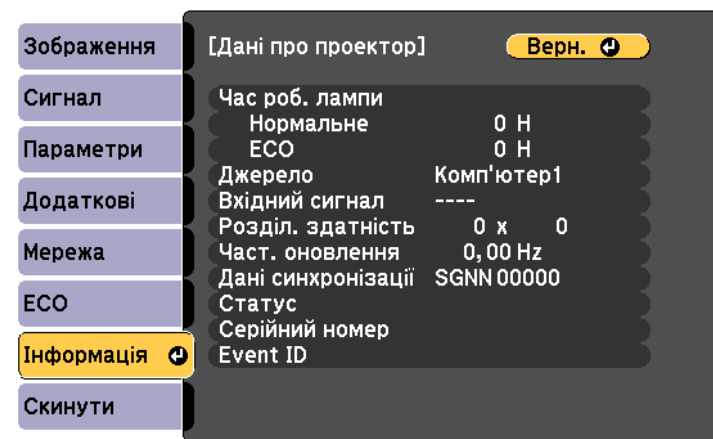 Зображення
Сигнал
Параметри
Додаткові
Мережа
ECO
Інформація
Скинути
[Дані про проектор] Верн.
Час роб. лампи
Нормальне 0 H
ECO 0 H
Джерело Комп'ютер1
Вхідний сигнал ----
Розділ. здатність 0 x 0
Част. оновлення 0,00 Hz
Дані синхронізації SGNN 00000
Статус
Серійний номер
Event ID